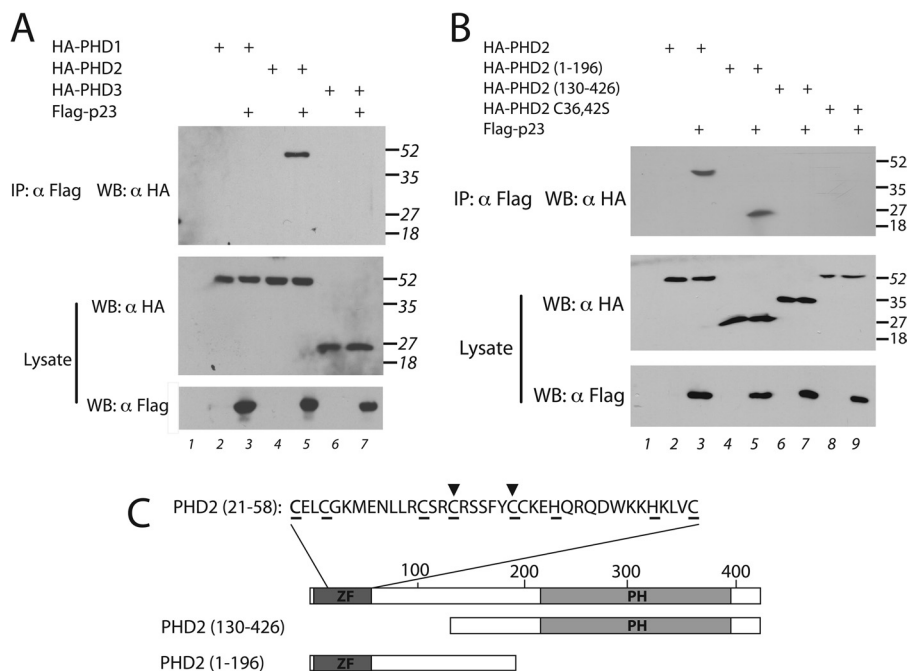 A
HA-PHD1 + +
HA-PHD2 + +
HA-PHD3 + +
Flag-p23 + + +
IP: α Flag WB: α HA
52
35
27
18
Lysate
WB: α HA
52
35
27
18
WB: α Flag
1 2 3 4 5 6 7
B
HA-PHD2 + +
HA-PHD2 (1-196) + +
HA-PHD2 (130-426) + +
HA-PHD2 C36,42S + +
Flag-p23 + + + +
IP: α Flag WB: α HA
52
35
27
18
Lysate
WB: α HA
52
35
27
18
WB: α Flag
1 2 3 4 5 6 7 8 9
C
PHD2 (21-58): CELCGKMENLLRCSRCRSSFYCCKEHQRQDWKKHKLVC
100 200 300 400
ZF PH
PHD2 (130-426) PH
PHD2 (1-196) ZF